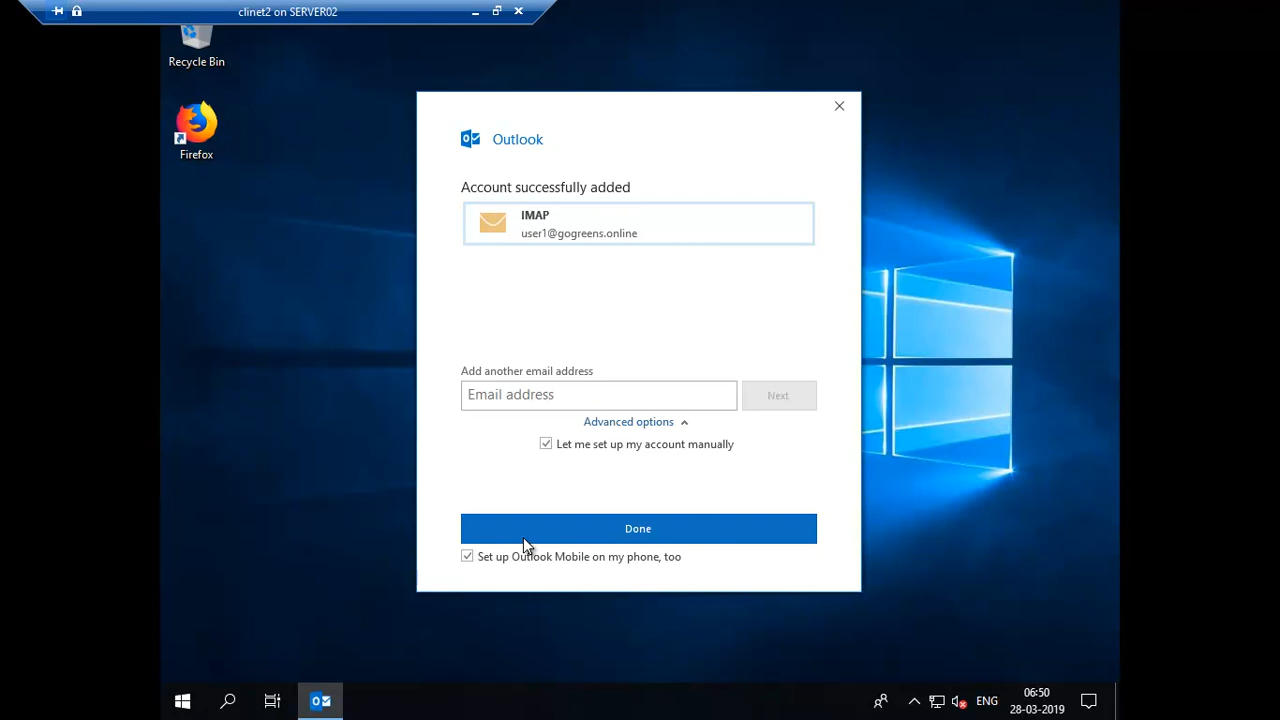 clinet2 on SERVER02
Recycle Bin
Firefox
Outlook
Account successfully added
IMAP
user1@gogreens.online
Add another email address
Email address
Next
Advanced options
Let me set up my account manually
Done
Set up Outlook Mobile on my phone, too
ENG
06:50
28-03-2019